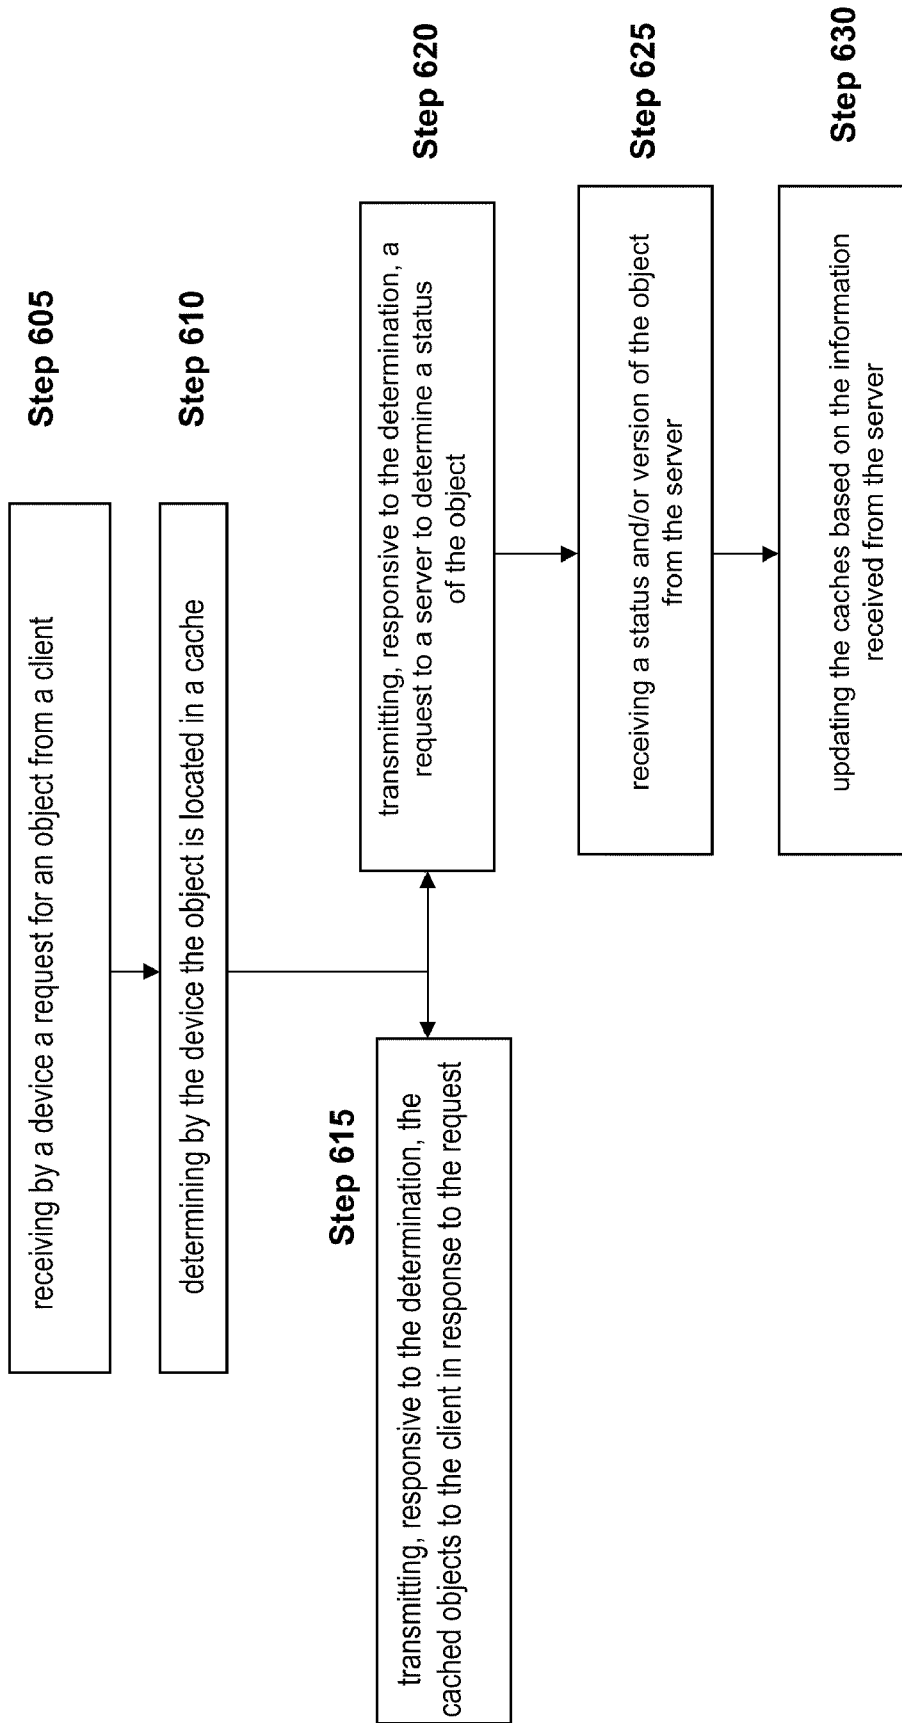 receiving by a device a request for an object from a client
Step 605
determining by the device the object is located in a cache
Step 610
Step 615
transmitting, responsive to the determination, the
cached objects to the client in response to the request
transmitting, responsive to the determination, a
request to a server to determine a status
of the object
Step 620
receiving a status and/or version of the object
from the server
Step 625
updating the caches based on the information
received from the server
Step 630